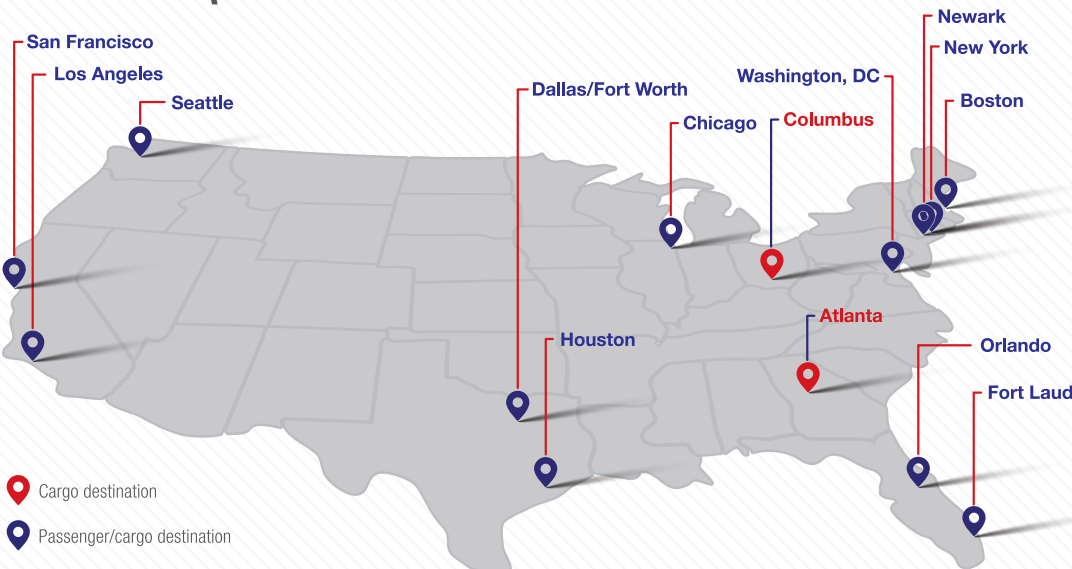 Newark
San Francisco
New York
Los Angeles
Washington, DC
Dallas/Fort Worth
Seattle
Boston
Chicago
Columbus
Atlanta
Houston
Orlando
Fort Laud
Cargo destination
Passenger/cargo destination